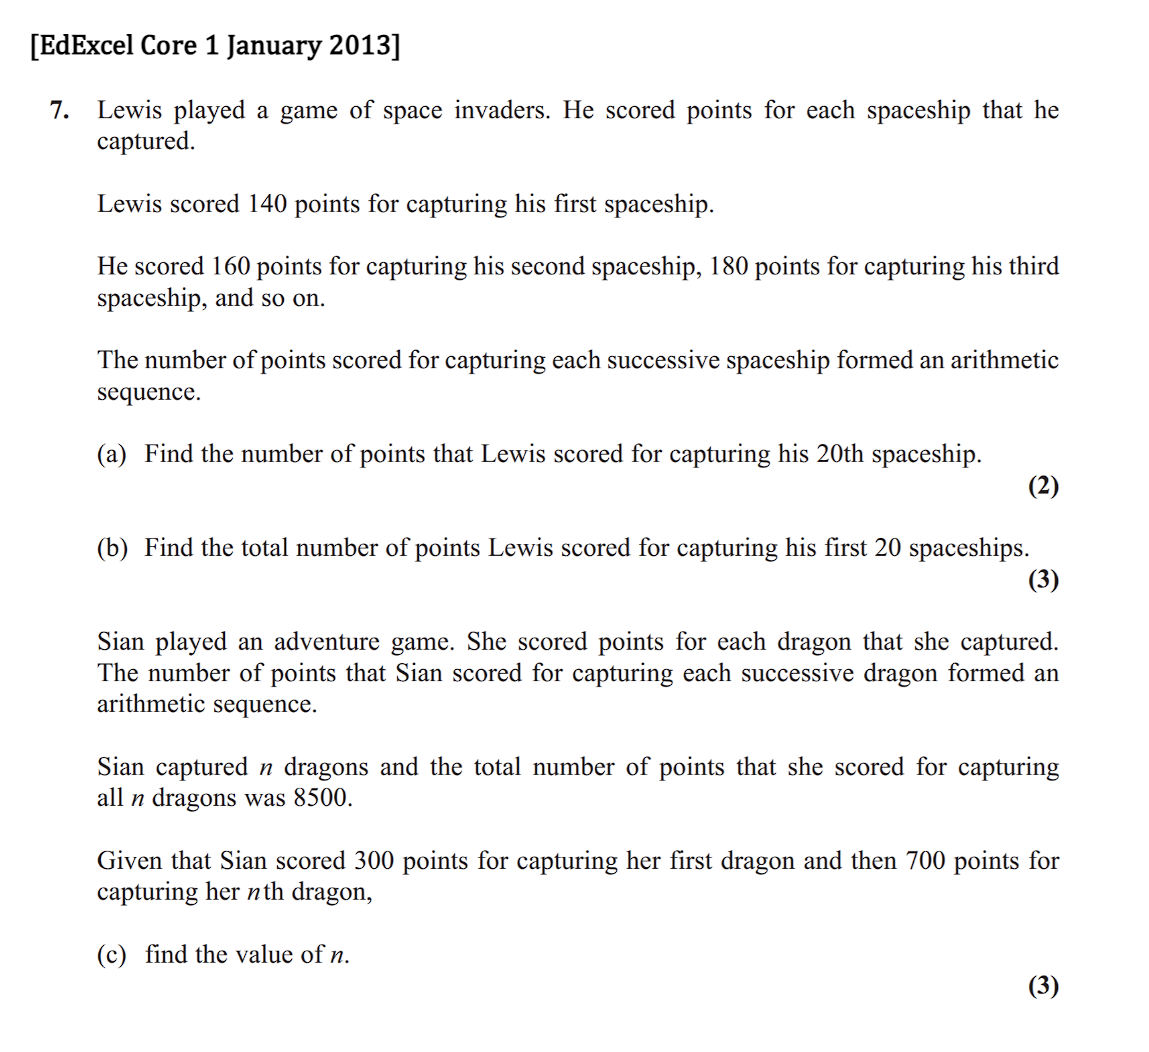 [EdExcel Core 1 January 2013]
7. Lewis played a game of space invaders. He scored points for each spaceship that he
captured.
Lewis scored 140 points for capturing his first spaceship.
He scored 160 points for capturing his second spaceship, 180 points for capturing his third
spaceship, and so on.
The number of points scored for capturing each successive spaceship formed an arithmetic
sequence.
(a) Find the number of points that Lewis scored for capturing his 20th spaceship.
(2)
(b) Find the total number of points Lewis scored for capturing his first 20 spaceships.
(3)
Sian played an adventure game. She scored points for each dragon that she captured.
The number of points that Sian scored for capturing each successive dragon formed an
arithmetic sequence.
Sian captured n dragons and the total number of points that she scored for capturing
all n dragons was 8500.
Given that Sian scored 300 points for capturing her first dragon and then 700 points for
capturing her nth dragon,
(c) find the value of n.
(3)